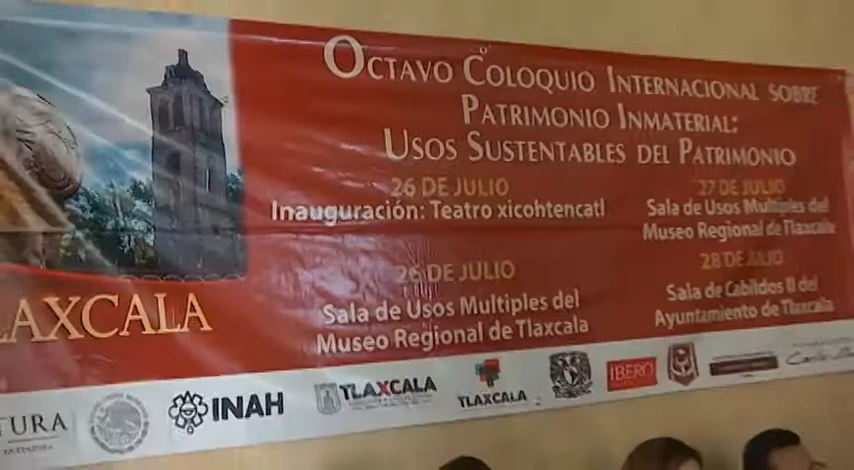 Octavo Coloquio Internacional sobre
Patrimonio Inmaterial:
Usos Sustentables del Patrimonio
26 DE JULIO
Inauguración: Teatro xicohtencatl
27 DE JULIO
Sala de Usos Multiples del
Museo Regional de Tlaxcala
26 DE JULIO
Sala de Usos Multiples del
Museo Regional de Tlaxcala
28 DE JULIO
Sala de Cabildos II del
Ayuntamiento de Tlaxcala
LAXCALA
TURA
INAH
TLAXCALA
TLAXCALA
IBERO